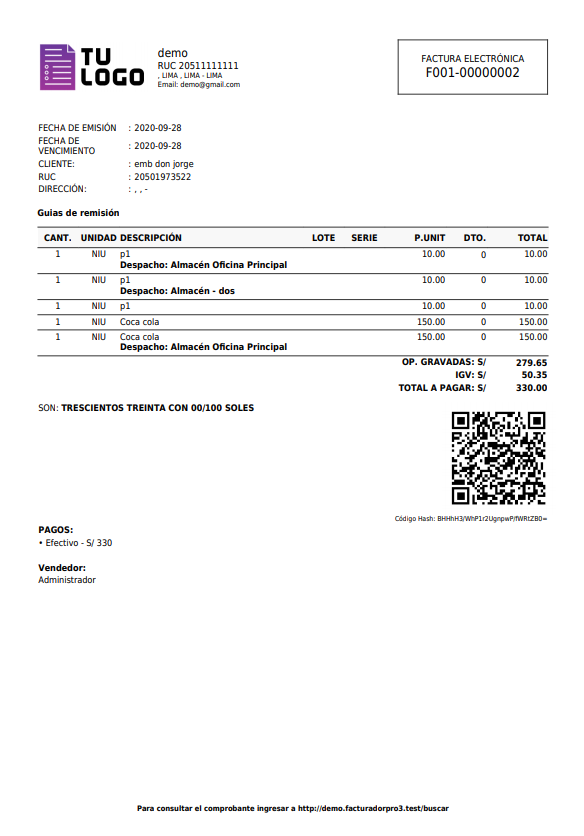 TU
LOGO
demo
RUC 20511111111
, LIMA , LIMA - LIMA
Email: demo@gmail.com
FACTURA ELECTRÓNICA
F001-00000002
FECHA DE EMISIÓN : 2020-09-28
FECHA DE
VENCIMIENTO : 2020-09-28
CLIENTE: : emb don jorge
RUC : 20501973522
DIRECCIÓN: : , , -
Guias de remisión
CANT. UNIDAD DESCRIPCIÓN LOTE SERIE P.UNIT DTO. TOTAL
1 NIU p1 10.00 0 10.00
Despacho: Almacén Oficina Principal
1 NIU p1 10.00 0 10.00
Despacho: Almacén - dos
1 NIU p1 10.00 0 10.00
1 NIU Coca cola 150.00 0 150.00
1 NIU Coca cola 150.00 0 150.00
Despacho: Almacén Oficina Principal
OP. GRAVADAS: S/ 279.65
IGV: S/ 50.35
TOTAL A PAGAR: S/ 330.00
SON: TRESCIENTOS TREINTA CON 00/100 SOLES
Código Hash: BHHhH3/WhP1r2UgnpwP/fWRtZB0=
PAGOS:
• Efectivo - S/ 330
Vendedor:
Administrador
Para consultar el comprobante ingresar a http://demo.facturadorpro3.test/buscar